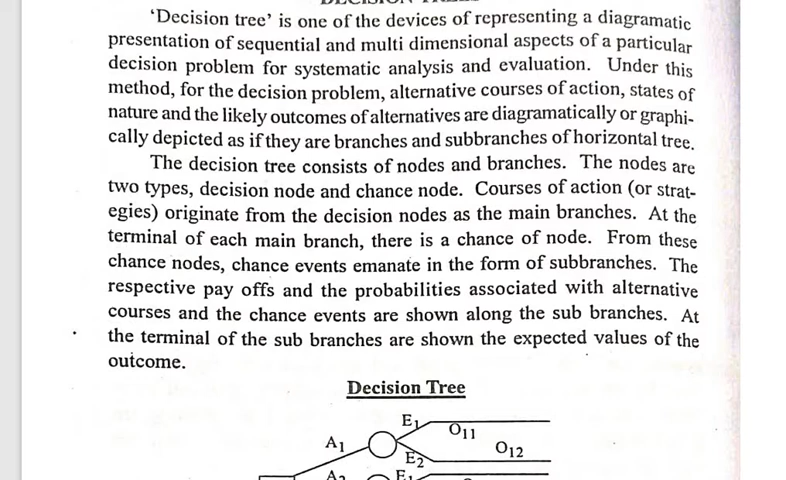 'Decision tree' is one of the devices of representing a diagramatic
presentation of sequential and multi dimensional aspects of a particular
decision problem for systematic analysis and evaluation. Under this
method, for the decision problem, alternative courses of action, states of
nature and the likely outcomes of alternatives are diagramatically or graphi-
cally depicted as if they are branches and subbranches of horizontal tree.
The decision tree consists of nodes and branches. The nodes are
two types, decision node and chance node. Courses of action (or strat-
egies) originate from the decision nodes as the main branches. At the
terminal of each main branch, there is a chance of node. From these
chance nodes, chance events emanate in the form of subbranches. The
respective pay offs and the probabilities associated with alternative
courses and the chance events are shown along the sub branches. At
the terminal of the sub branches are shown the expected values of the
outcome.
Decision Tree
E1
O11
A1
O12
E2